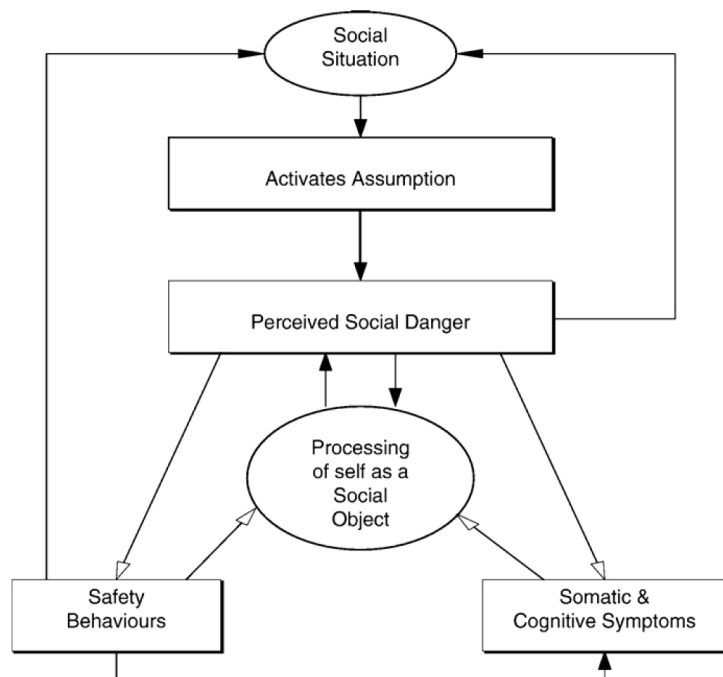 Social
Situation
Activates Assumption
Perceived Social Danger
Processing
of self as a
Social
Object
Safety
Behaviours
Somatic &
Cognitive Symptoms